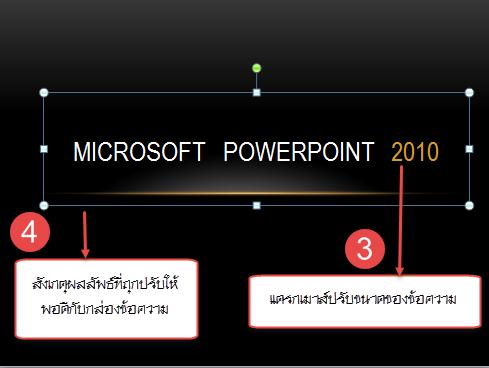 MICROSOFT POWERPOINT 2010
4
3
สังเกตุผลลัพธ์ที่ถูกปรับให้
พอดีกับกล่องข้อความ
แดรกเมาส์ปรับขนาดของข้อความ